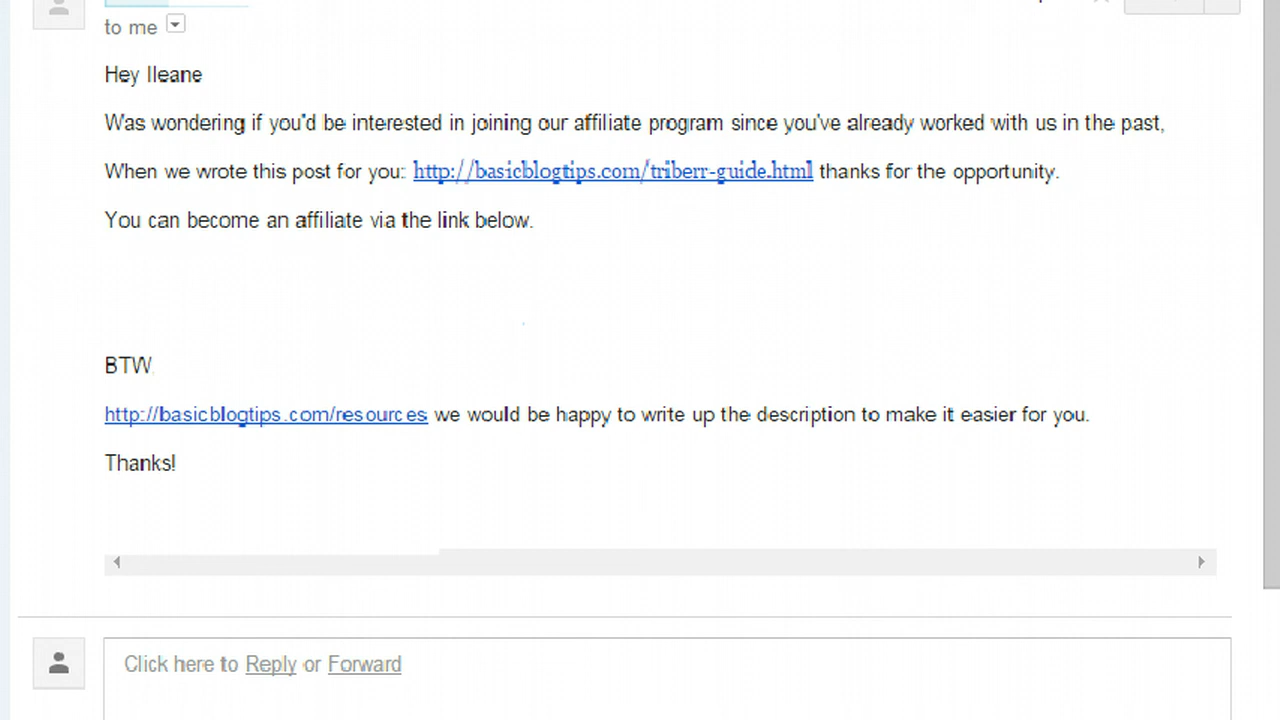 to me
Hey Ileane
Was wondering if you'd be interested in joining our affiliate program since you've already worked with us in the past,
When we wrote this post for you: http://basicblogtips.com/triberr-guide.html thanks for the opportunity.
You can become an affiliate via the link below.
BTW
http://basicblogtips.com/resources we would be happy to write up the description to make it easier for you.
Thanks!
Click here to Reply or Forward